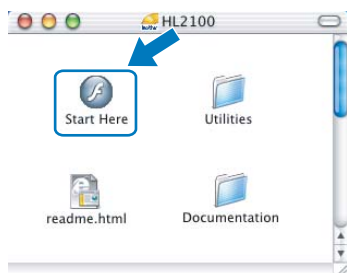 HL2100
Start Here
Utilities
readme.html
Documentation